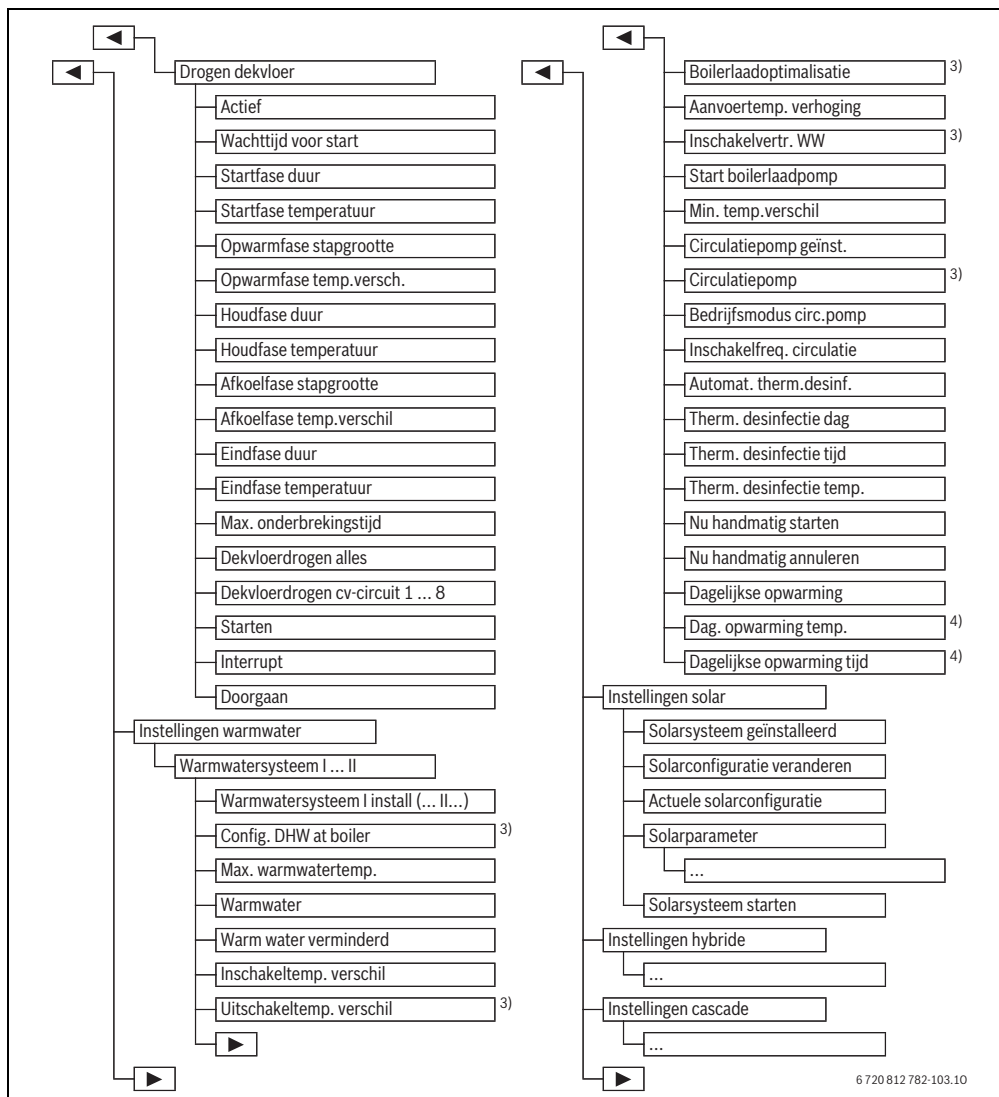 Drogen dekvloer
Actief
Wachttijd voor start
Startfase duur
Startfase temperatuur
Opwarmfase stapgrootte
Opwarmfase temp.versch.
Houdfase duur
Houdfase temperatuur
Afkoelfase stapgrootte
Afkoelfase temp.verschil
Eindfase duur
Eindfase temperatuur
Max. onderbrekingstijd
Dekvloerdrogen alles
Dekvloerdrogen cv-circuit 1 ... 8
Starten
Interrupt
Doorgaan
Instellingen warmwater
Warmwatersysteem I ... II
Warmwatersysteem I install (... II...)
Config. DHW at boiler 3)
Max. warmwatertemp.
Warmwater
Warm water verminderd
Inschakeltemp. verschil
Uitschakeltemp. verschil 3)
Boilerlaadoptimalisatie 3)
Aanvoertemp. verhoging
Inschakelvertr. WW 3)
Start boilerlaadpomp
Min. temp.verschil
Circulatiepomp geïnst.
Circulatiepomp 3)
Bedrijfsmodus circ.pomp
Inschakelfreq. circulatie
Automat. therm.desinf.
Therm. desinfectie dag
Therm. desinfectie tijd
Therm. desinfectie temp.
Nu handmatig starten
Nu handmatig annuleren
Dagelijkse opwarming
Dag. opwarming temp. 4)
Dagelijkse opwarming tijd 4)
Instellingen solar
Solarsysteem geïnstalleerd
Solarconfiguratie veranderen
Actuele solarconfiguratie
Solarparameter
...
Solarsysteem starten
Instellingen hybride
...
Instellingen cascade
...
6 720 812 782-103.1O